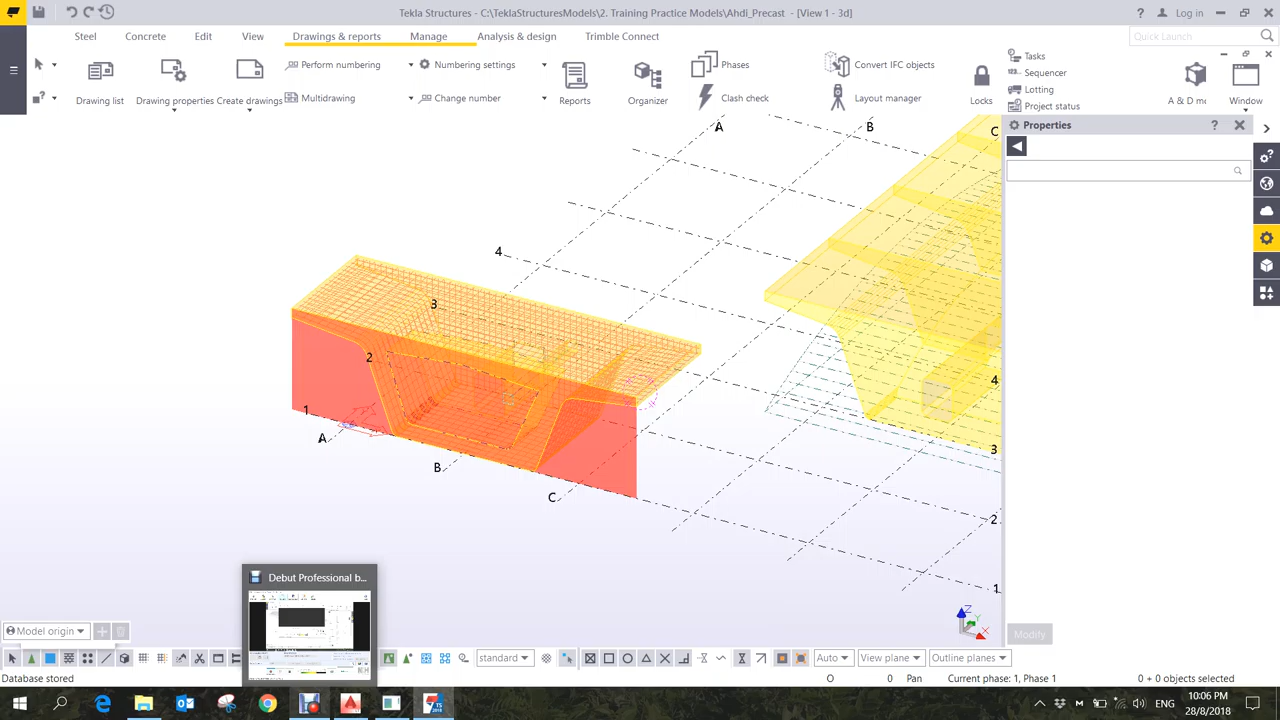 Tekla Structures - C:\TeklaStructuresModels\2. Training Practice Models\Ahdi_Precast - [View 1 - 3d]
? Log in
Steel Concrete Edit View Drawings & reports Manage Analysis & design Trimble Connect
Quick Launch
Drawing list
Drawing properties
Create drawings
Perform numbering
Multidrawing
Numbering settings
Change number
Reports
Organizer
Phases
Clash check
Convert IFC objects
Layout manager
Locks
Tasks
Sequencer
Lotting
Project status
A & D mo
Window
Properties
?
A
B
C
4
3
2
1
A
B
C
4
3
2
1
Debut Professional b...
Model origin
standard
Auto
View plane
Outline planes
Z
X
Modify
Database stored
O 0 Pan Current phase: 1, Phase 1 0 + 0 objects selected
ENG
10:06 PM
28/8/2018